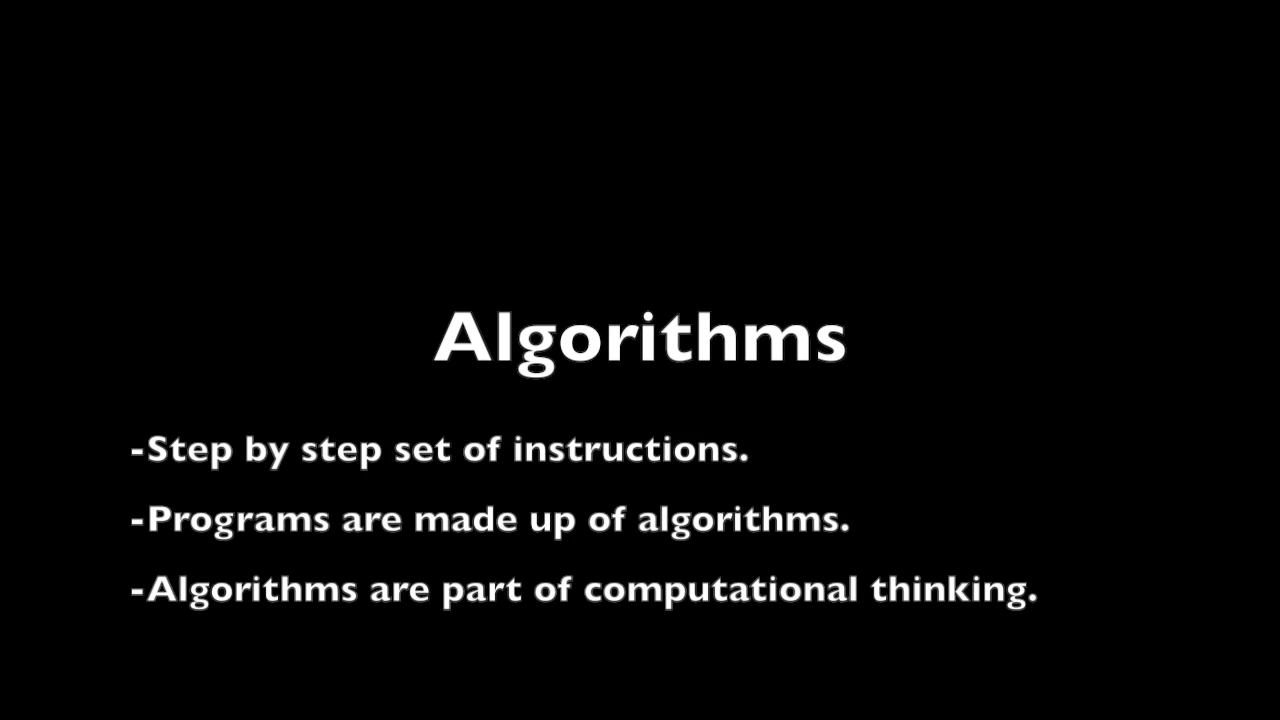 Algorithms
-Step by step set of instructions.
-Programs are made up of algorithms.
-Algorithms are part of computational thinking.